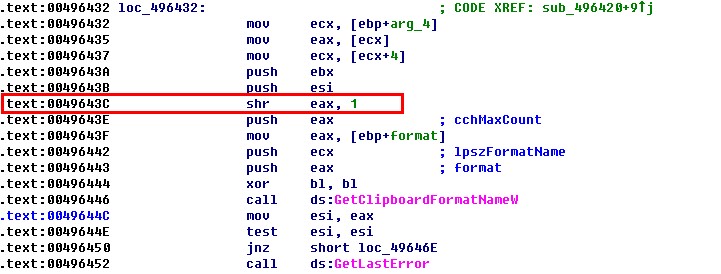 .text:00496432 loc_496432: ; CODE XREF: sub_496420+9↑j
.text:00496432 mov ecx, [ebp+arg_4]
.text:00496435 mov eax, [ecx]
.text:00496437 mov ecx, [ecx+4]
.text:0049643A push ebx
.text:0049643B push esi
.text:0049643C shr eax, 1
.text:0049643E push eax ; cchMaxCount
.text:0049643F mov eax, [ebp+format]
.text:00496442 push ecx ; lpszFormatName
.text:00496443 push eax ; format
.text:00496444 xor bl, bl
.text:00496446 call ds:GetClipboardFormatNameW
.text:0049644C mov esi, eax
.text:0049644E test esi, esi
.text:00496450 jnz short loc_49646E
.text:00496452 call ds:GetLastError